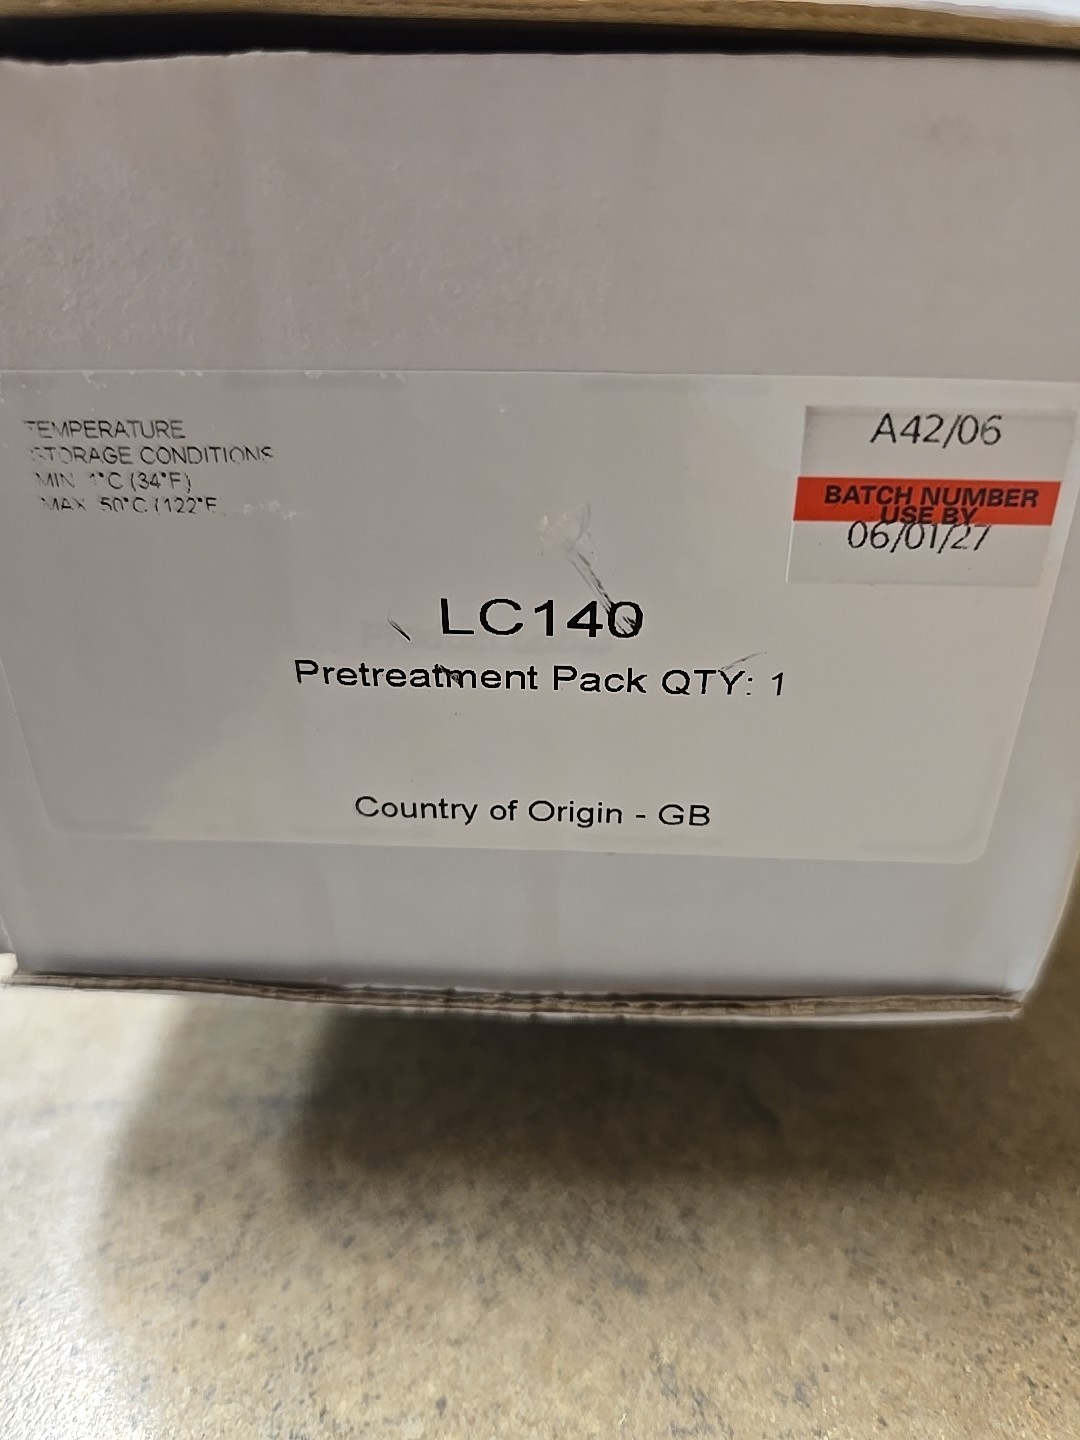 TEMPERATURE
STORAGE CONDITIONS
MIN 1°C (34°F)
MAX 50°C (122°F
A42/06
BATCH NUMBER
USE BY
06/01/27
LC140
Pretreatment Pack QTY: 1
Country of Origin - GB